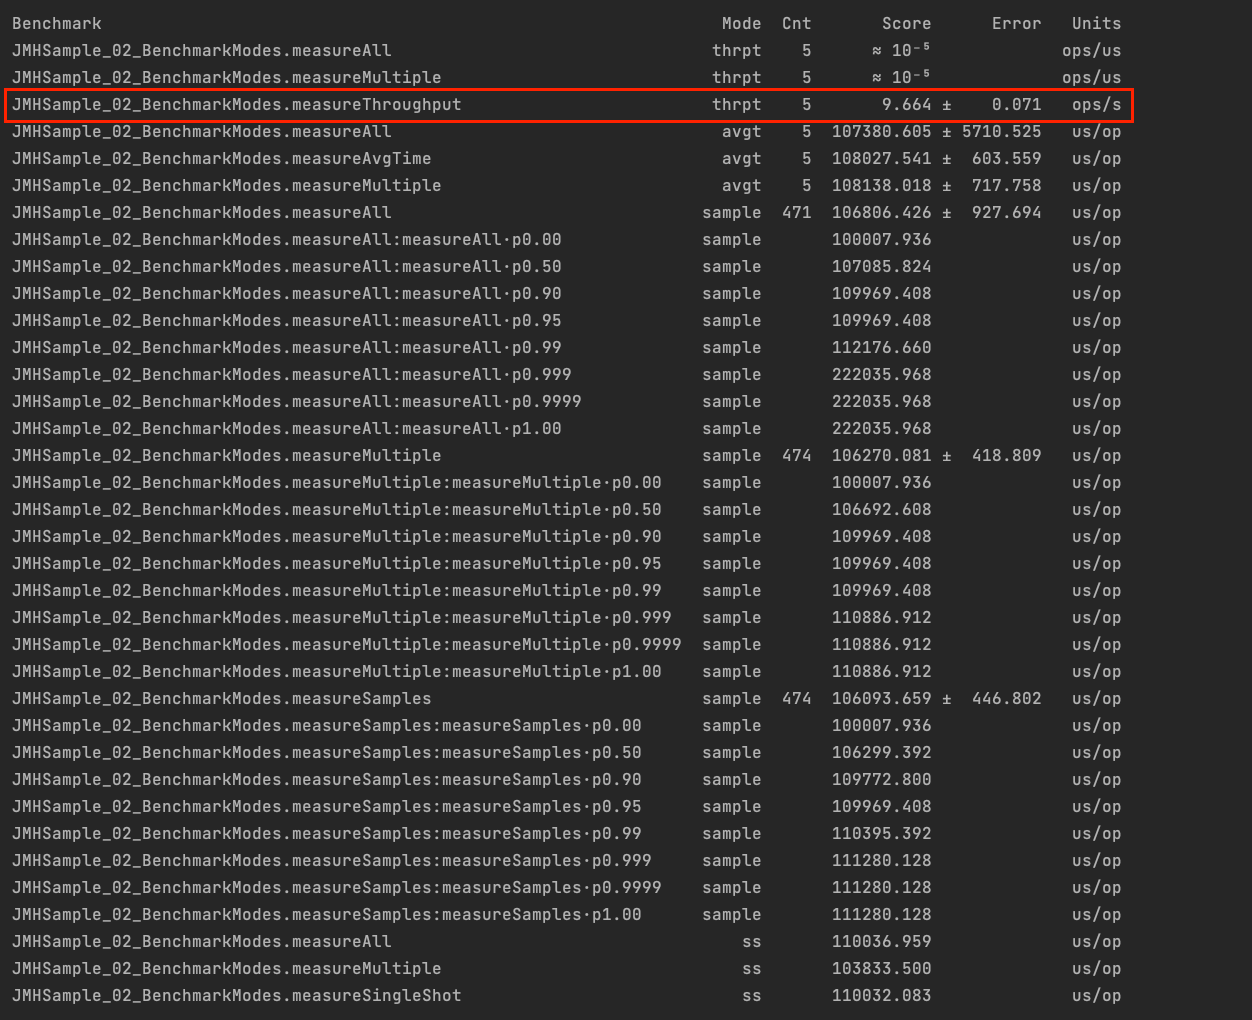 Benchmark Mode Cnt Score Error Units
JMHSample_02_BenchmarkModes.measureAll thrpt 5 ≈ 10⁻⁵ ops/us
JMHSample_02_BenchmarkModes.measureMultiple thrpt 5 ≈ 10⁻⁵ ops/us
JMHSample_02_BenchmarkModes.measureThroughput thrpt 5 9.664 ± 0.071 ops/s
JMHSample_02_BenchmarkModes.measureAll avgt 5 107380.605 ± 5710.525 us/op
JMHSample_02_BenchmarkModes.measureAvgTime avgt 5 108027.541 ± 603.559 us/op
JMHSample_02_BenchmarkModes.measureMultiple avgt 5 108138.018 ± 717.758 us/op
JMHSample_02_BenchmarkModes.measureAll sample 471 106806.426 ± 927.694 us/op
JMHSample_02_BenchmarkModes.measureAll:measureAll·p0.00 sample 100007.936 us/op
JMHSample_02_BenchmarkModes.measureAll:measureAll·p0.50 sample 107085.824 us/op
JMHSample_02_BenchmarkModes.measureAll:measureAll·p0.90 sample 109969.408 us/op
JMHSample_02_BenchmarkModes.measureAll:measureAll·p0.95 sample 109969.408 us/op
JMHSample_02_BenchmarkModes.measureAll:measureAll·p0.99 sample 112176.660 us/op
JMHSample_02_BenchmarkModes.measureAll:measureAll·p0.999 sample 222035.968 us/op
JMHSample_02_BenchmarkModes.measureAll:measureAll·p0.9999 sample 222035.968 us/op
JMHSample_02_BenchmarkModes.measureAll:measureAll·p1.00 sample 222035.968 us/op
JMHSample_02_BenchmarkModes.measureMultiple sample 474 106270.081 ± 418.809 us/op
JMHSample_02_BenchmarkModes.measureMultiple:measureMultiple·p0.00 sample 100007.936 us/op
JMHSample_02_BenchmarkModes.measureMultiple:measureMultiple·p0.50 sample 106692.608 us/op
JMHSample_02_BenchmarkModes.measureMultiple:measureMultiple·p0.90 sample 109969.408 us/op
JMHSample_02_BenchmarkModes.measureMultiple:measureMultiple·p0.95 sample 109969.408 us/op
JMHSample_02_BenchmarkModes.measureMultiple:measureMultiple·p0.99 sample 109969.408 us/op
JMHSample_02_BenchmarkModes.measureMultiple:measureMultiple·p0.999 sample 110886.912 us/op
JMHSample_02_BenchmarkModes.measureMultiple:measureMultiple·p0.9999 sample 110886.912 us/op
JMHSample_02_BenchmarkModes.measureMultiple:measureMultiple·p1.00 sample 110886.912 us/op
JMHSample_02_BenchmarkModes.measureSamples sample 474 106093.659 ± 446.802 us/op
JMHSample_02_BenchmarkModes.measureSamples:measureSamples·p0.00 sample 100007.936 us/op
JMHSample_02_BenchmarkModes.measureSamples:measureSamples·p0.50 sample 106299.392 us/op
JMHSample_02_BenchmarkModes.measureSamples:measureSamples·p0.90 sample 109772.800 us/op
JMHSample_02_BenchmarkModes.measureSamples:measureSamples·p0.95 sample 109969.408 us/op
JMHSample_02_BenchmarkModes.measureSamples:measureSamples·p0.99 sample 110395.392 us/op
JMHSample_02_BenchmarkModes.measureSamples:measureSamples·p0.999 sample 111280.128 us/op
JMHSample_02_BenchmarkModes.measureSamples:measureSamples·p0.9999 sample 111280.128 us/op
JMHSample_02_BenchmarkModes.measureSamples:measureSamples·p1.00 sample 111280.128 us/op
JMHSample_02_BenchmarkModes.measureAll ss 110036.959 us/op
JMHSample_02_BenchmarkModes.measureMultiple ss 103833.500 us/op
JMHSample_02_BenchmarkModes.measureSingleShot ss 110032.083 us/op